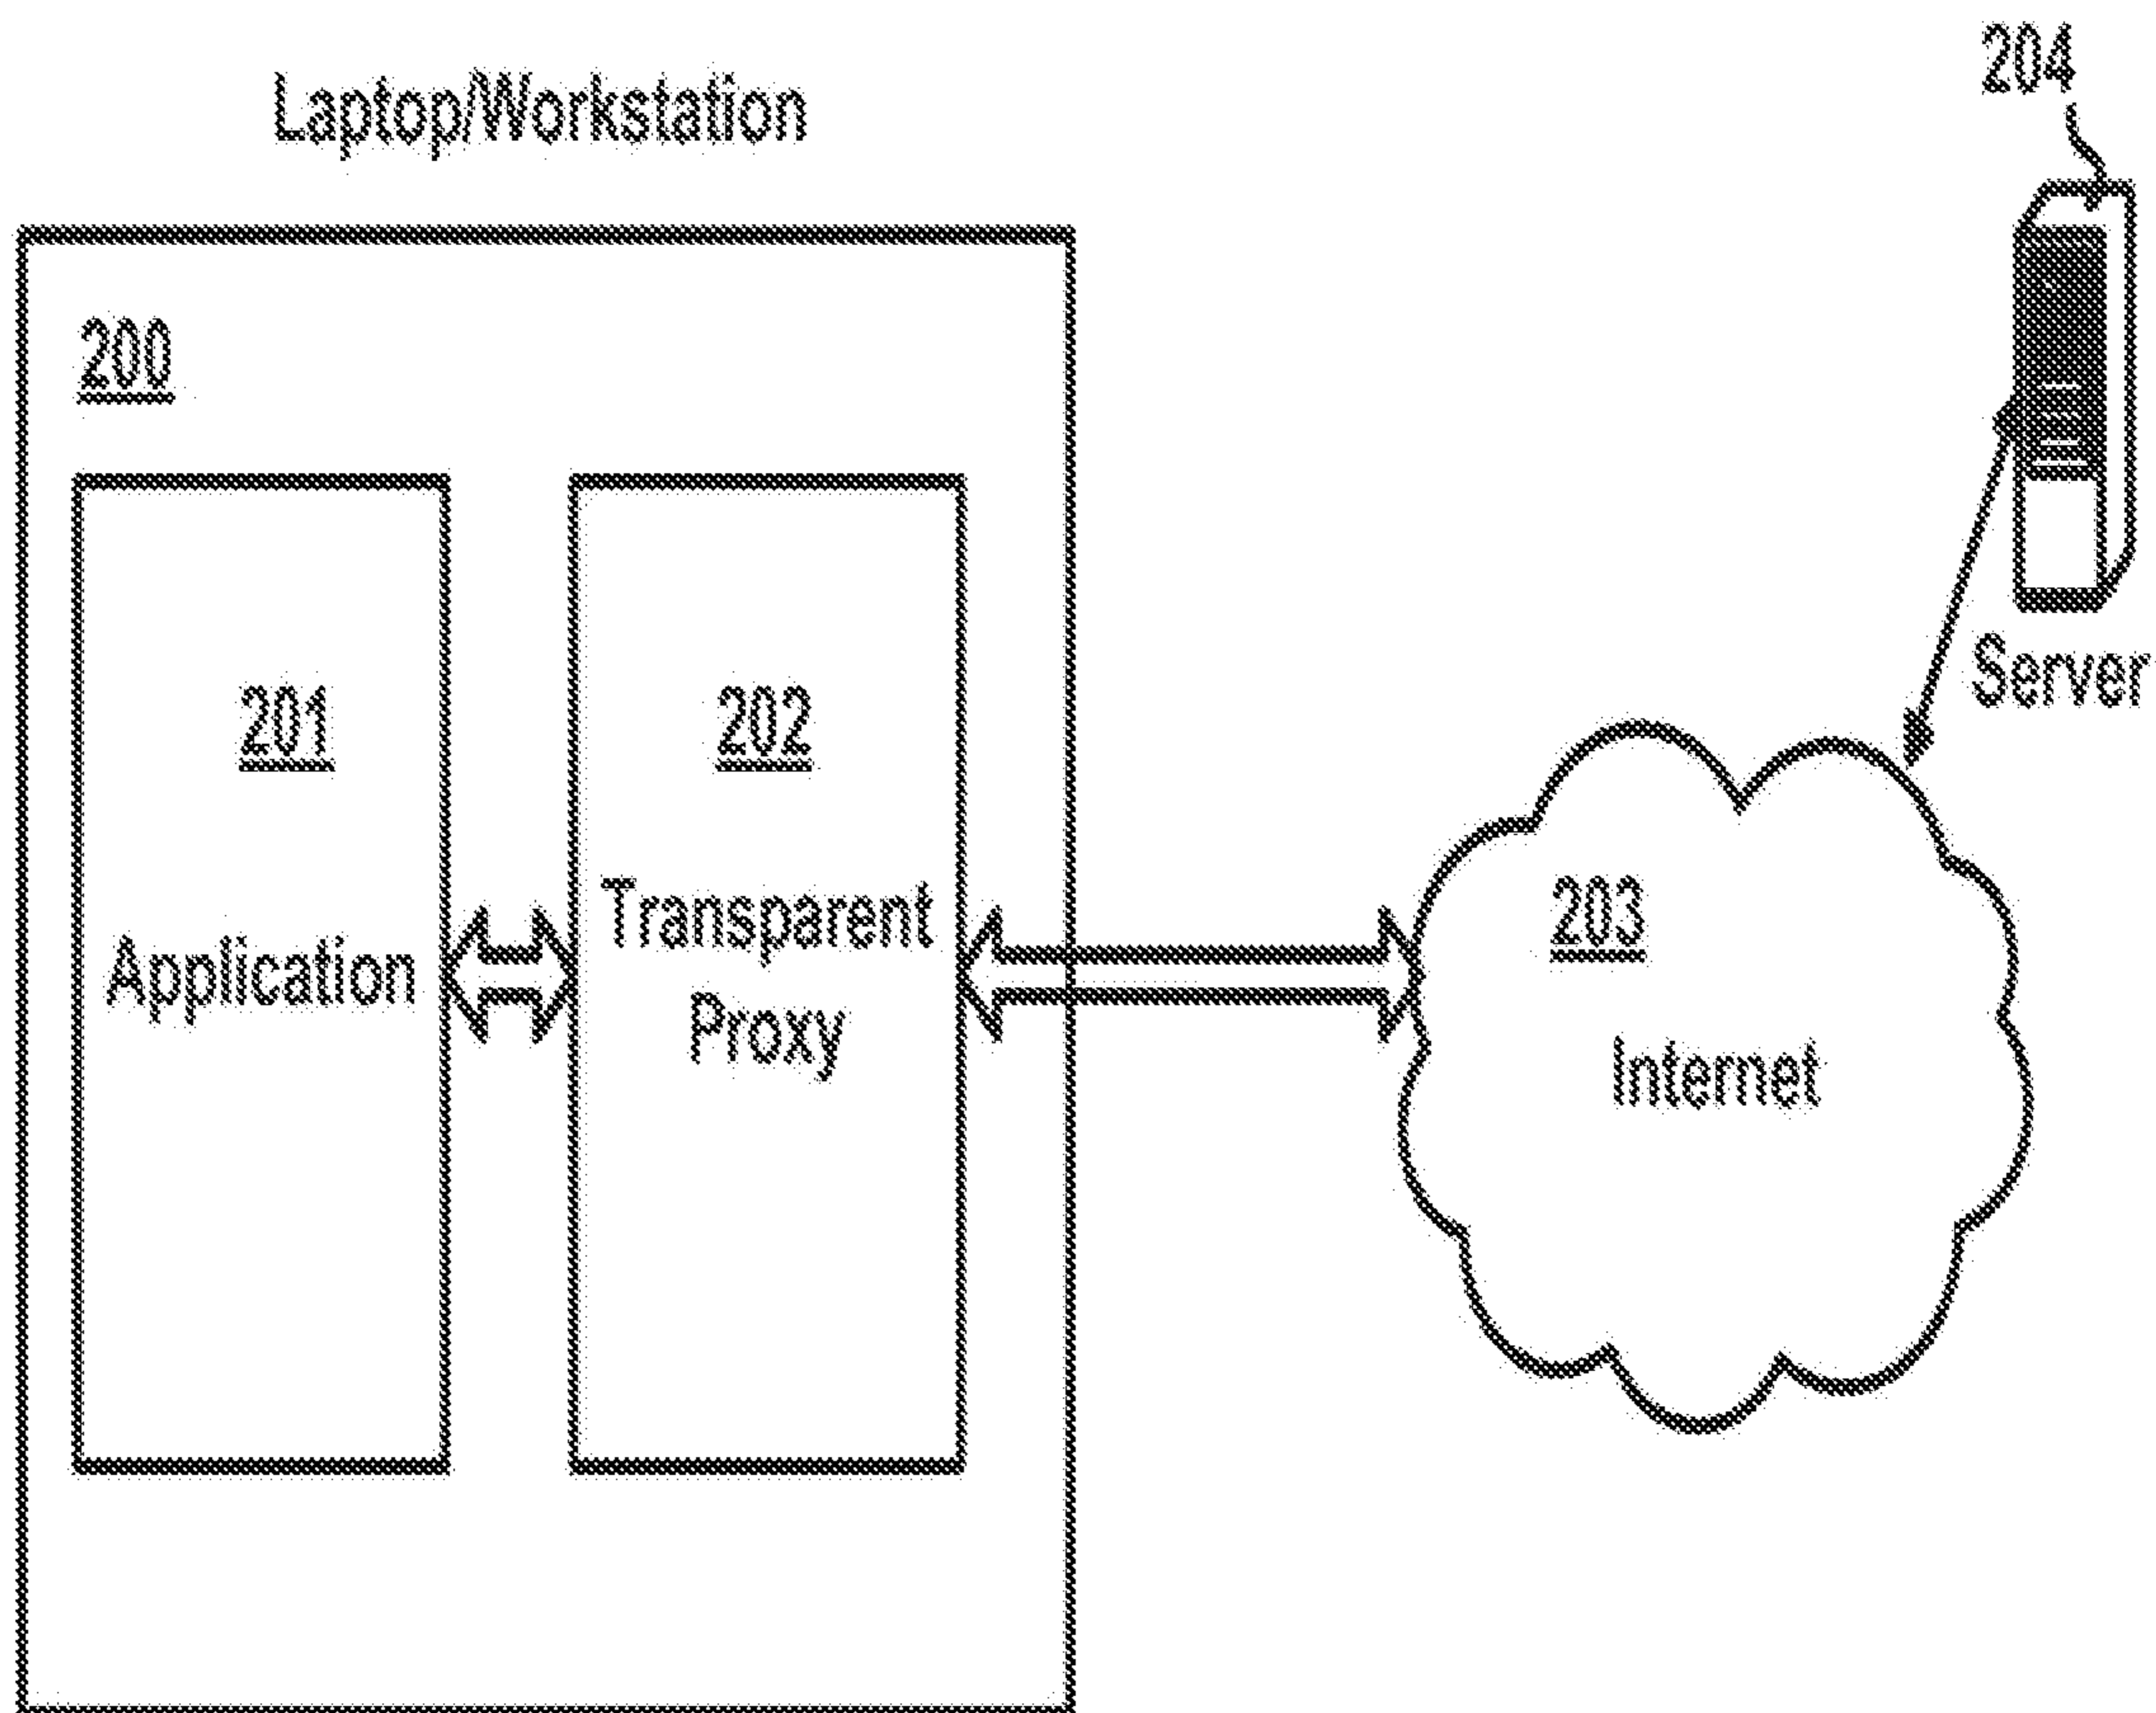 204
Laptop/Workstation
200
201
202
Server
Transparent
203
Application
Proxy
Internet